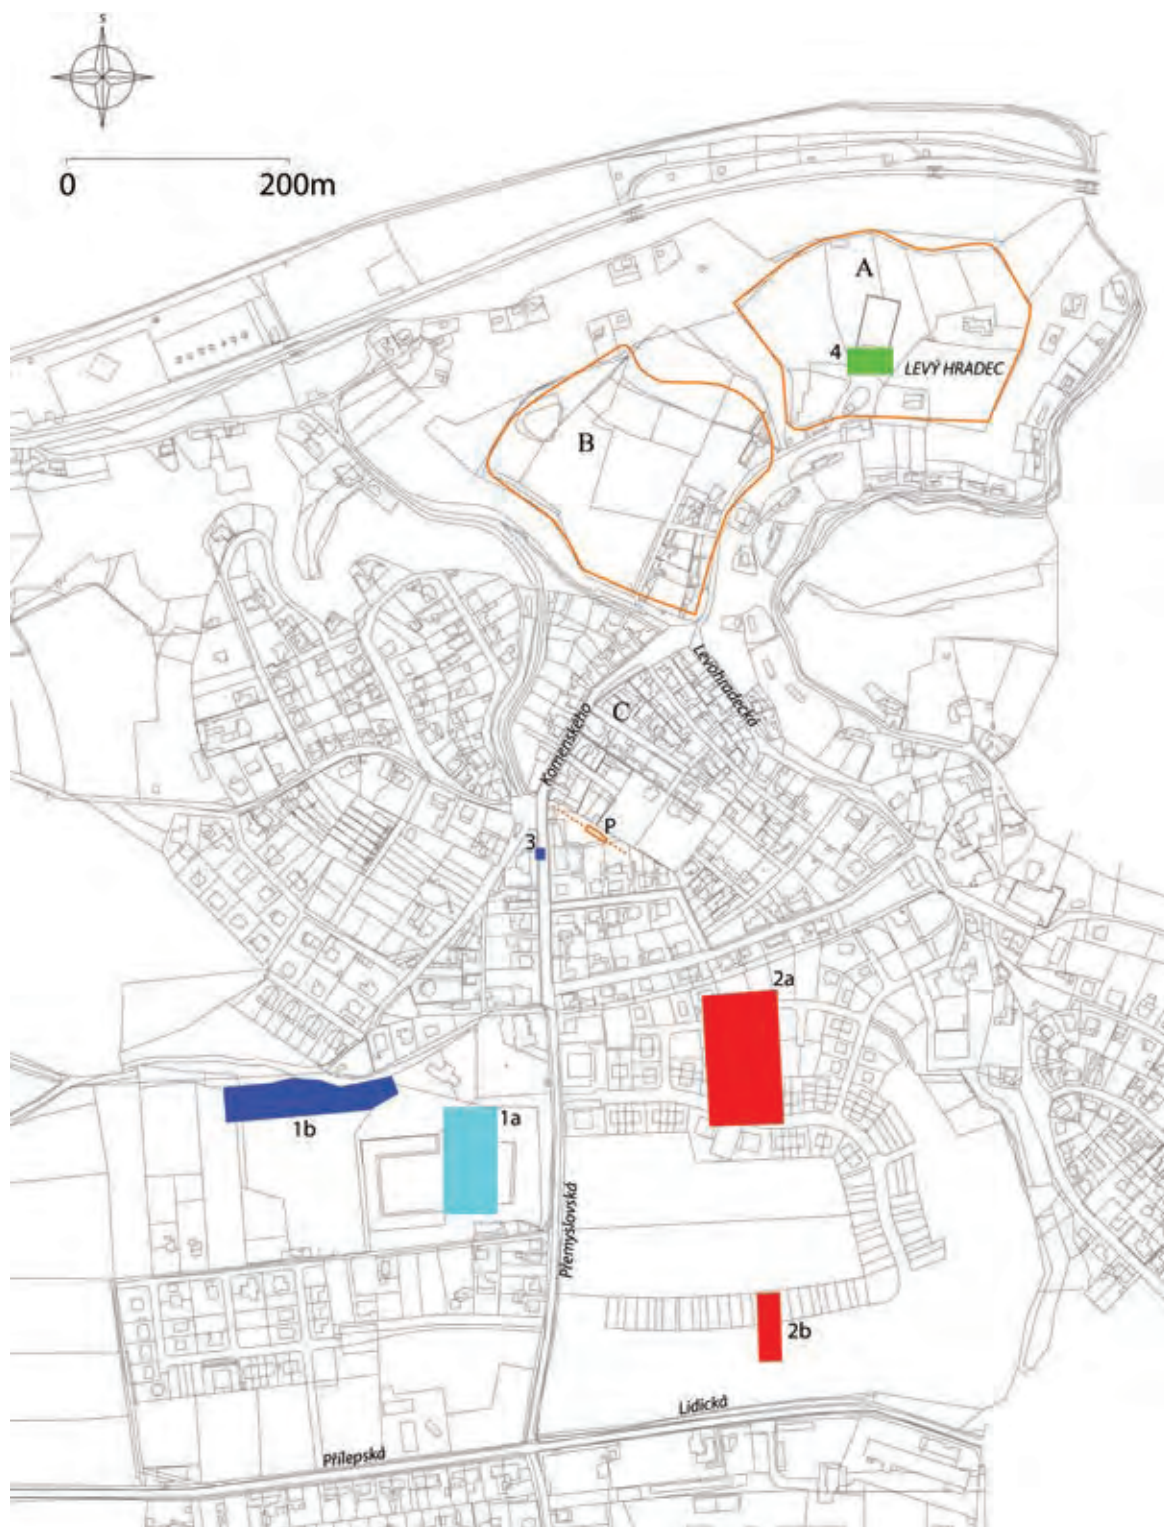 s
0 200m
A
4
LEVÝ HRADEC
B
Levohradecká
C
Komenského
P
3
2a
1a
1b
Přemyslovská
2b
Lidická
Přílepská